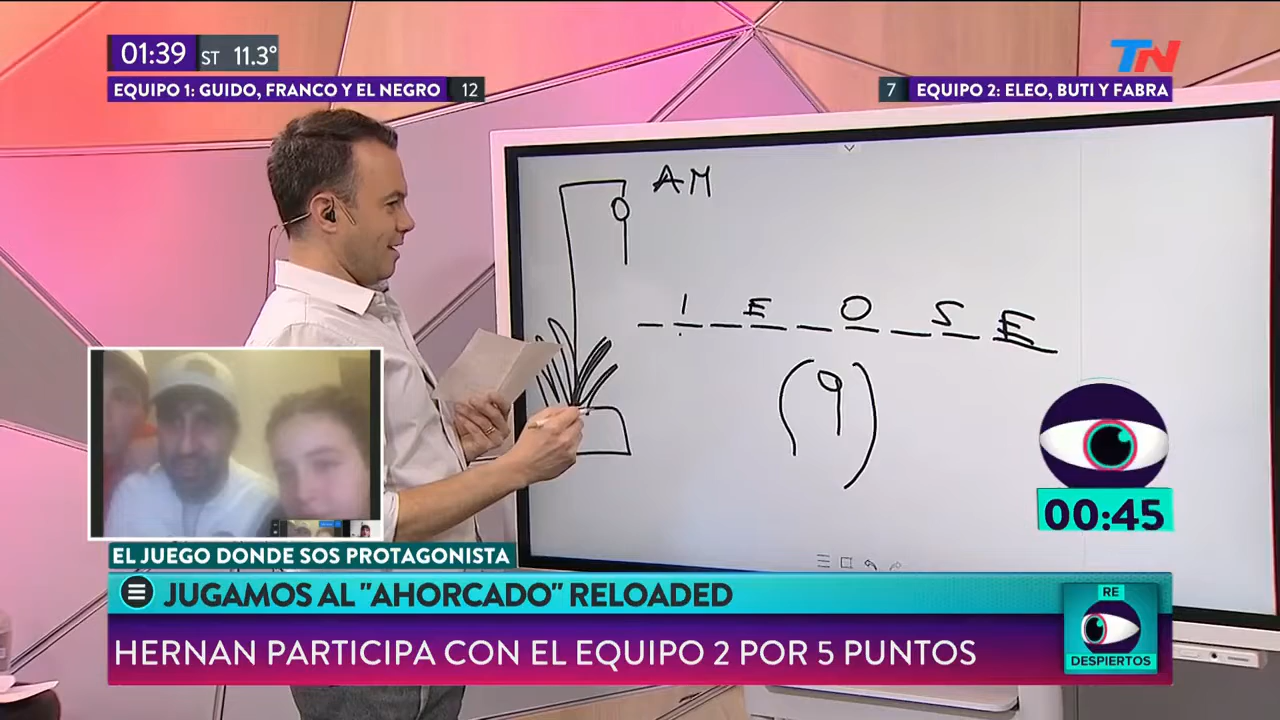 01:39 ST 11.3°
TN
EQUIPO 1: GUIDO, FRANCO Y EL NEGRO 12
7 EQUIPO 2: ELEO, BUTI Y FABRA
AM
_ I _ E _ O _ S E
(9)
00:45
EL JUEGO DONDE SOS PROTAGONISTA
JUGAMOS AL "AHORCADO" RELOADED
HERNAN PARTICIPA CON EL EQUIPO 2 POR 5 PUNTOS
RE
DESPIERTOS